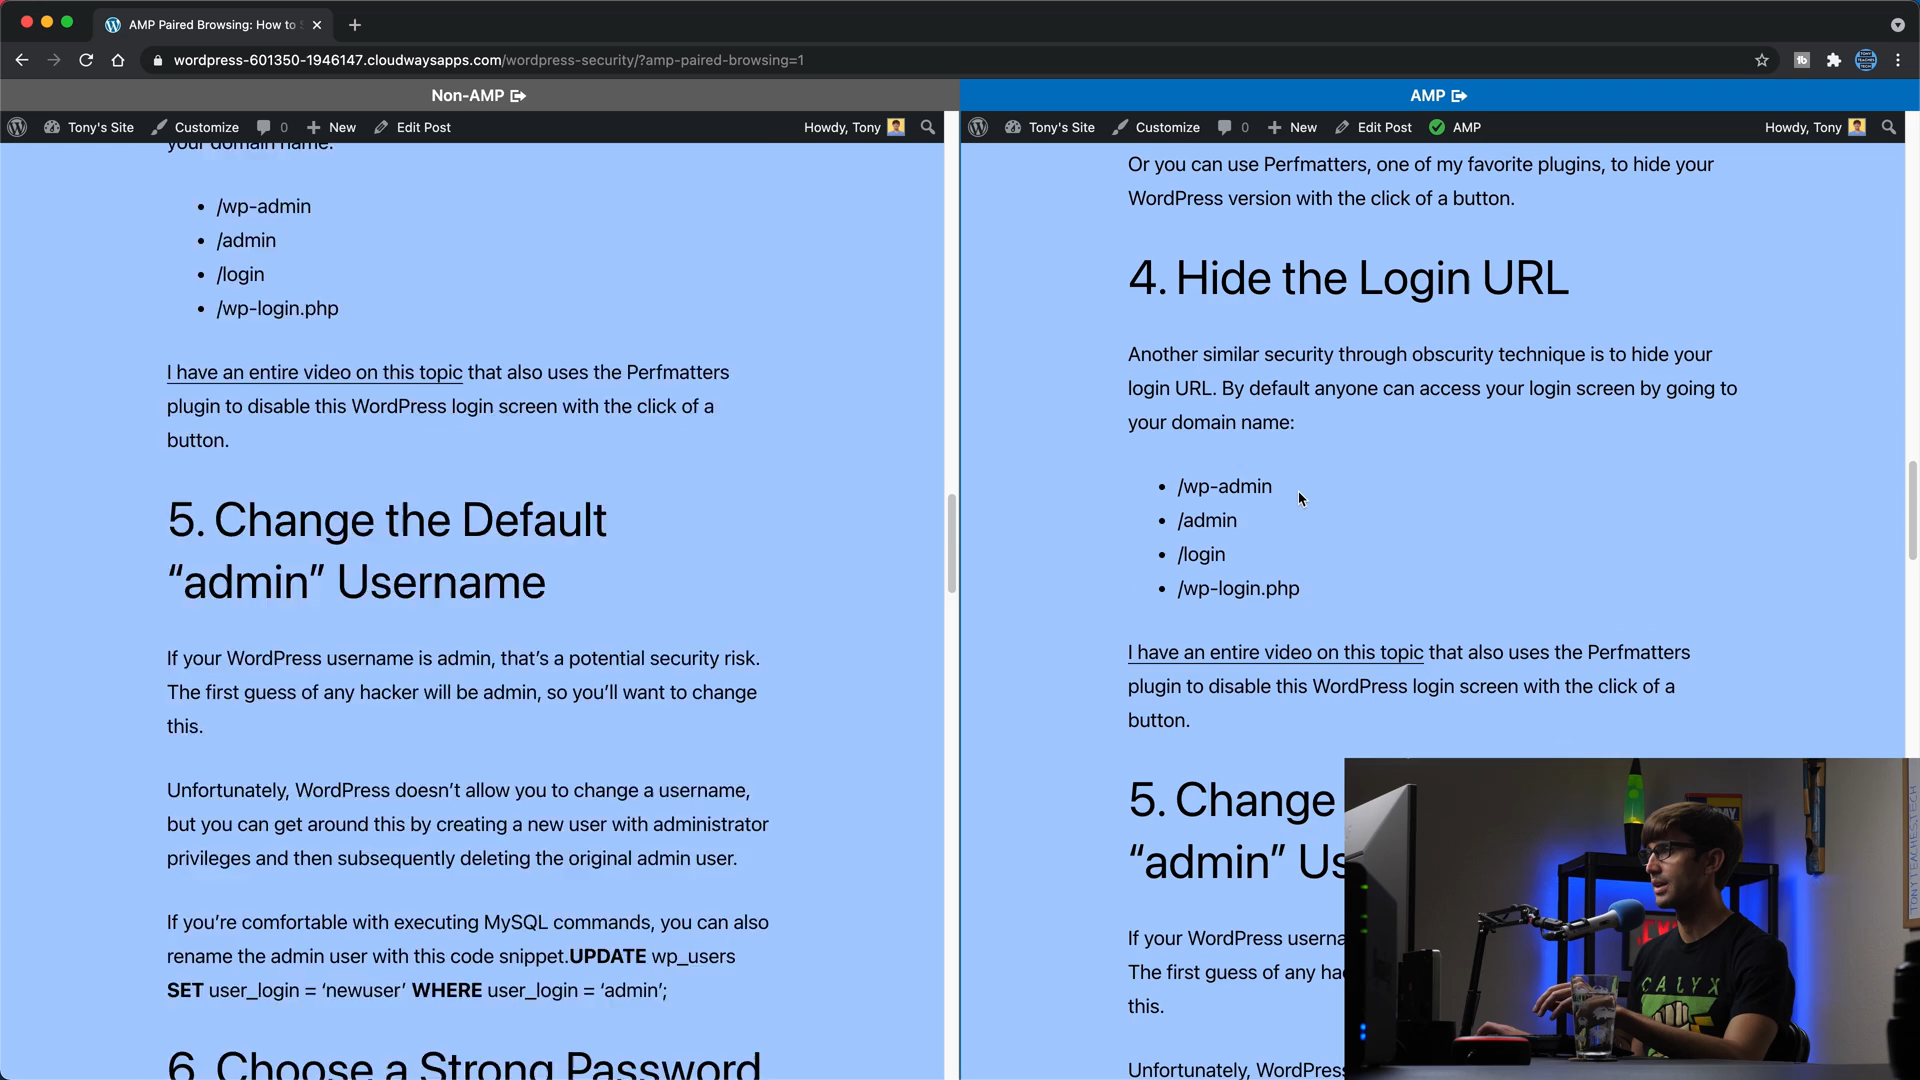 AMP Paired Browsing: How to
wordpress-601350-1946147.cloudwaysapps.com/wordpress-security/?amp-paired-browsing=1
Non-AMP
Tony's Site Customize 0 New Edit Post Howdy, Tony
your domain name:
/wp-admin
/admin
/login
/wp-login.php
I have an entire video on this topic that also uses the Perfmatters
plugin to disable this WordPress login screen with the click of a
button.
5. Change the Default
“admin” Username
If your WordPress username is admin, that’s a potential security risk.
The first guess of any hacker will be admin, so you’ll want to change
this.
Unfortunately, WordPress doesn’t allow you to change a username,
but you can get around this by creating a new user with administrator
privileges and then subsequently deleting the original admin user.
If you’re comfortable with executing MySQL commands, you can also
rename the admin user with this code snippet.UPDATE wp_users
SET user_login = ‘newuser’ WHERE user_login = ‘admin’;
6. Choose a Strong Password
AMP
Tony's Site Customize 0 New Edit Post AMP Howdy, Tony
Or you can use Perfmatters, one of my favorite plugins, to hide your
WordPress version with the click of a button.
4. Hide the Login URL
Another similar security through obscurity technique is to hide your
login URL. By default anyone can access your login screen by going to
your domain name:
/wp-admin
/admin
/login
/wp-login.php
I have an entire video on this topic that also uses the Perfmatters
plugin to disable this WordPress login screen with the click of a
button.
5. Change
“admin” Us
If your WordPress userna
The first guess of any hac
this.
Unfortunately, WordPress
CALYX
TONYTEACHES.TECH